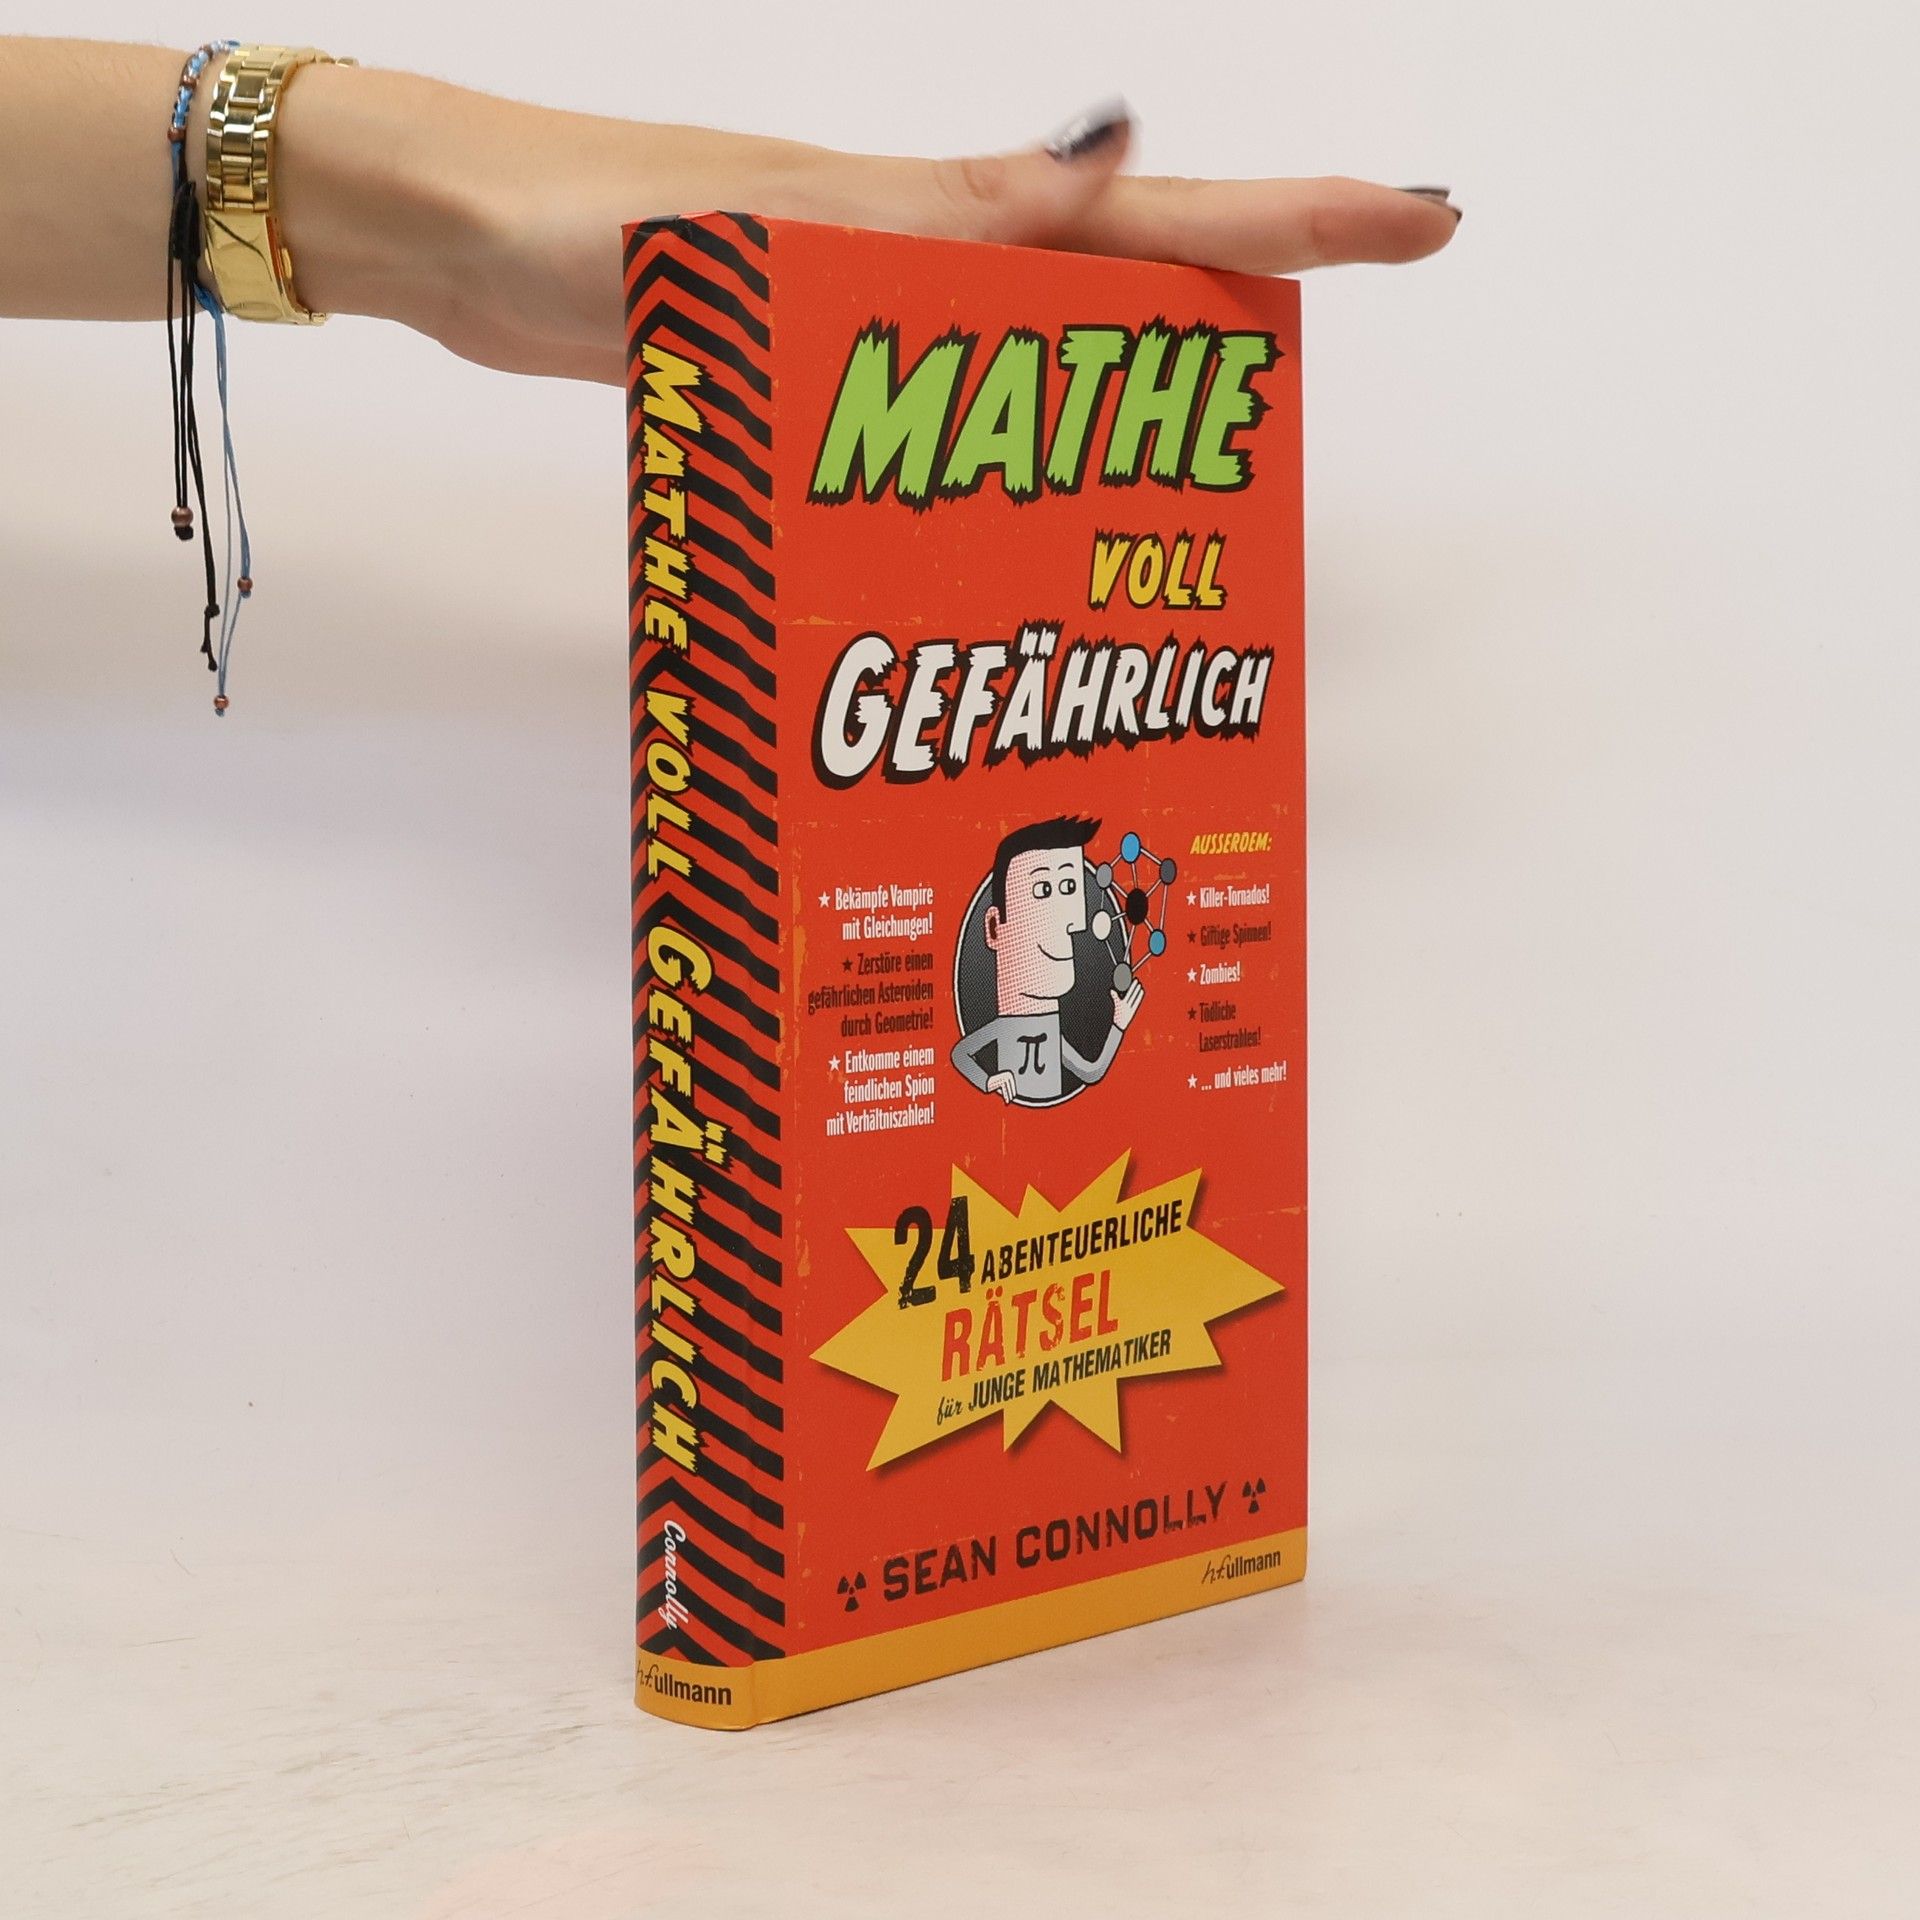 MATHE
VOLL
GEFÄHRLICH
★ Bekämpfe Vampire
mit Gleichungen!
★ Zerstöre einen
gefährlichen Asteroiden
durch Geometrie!
★ Entkomme einem
feindlichen Spion
mit Verhältniszahlen!
π
AUSSERDEM:
★ Killer-Tornados!
★ Giftige Spinnen!
★ Zombies!
★ Tödliche
Laserstrahlen!
★ ... und vieles mehr!
24 ABENTEUERLICHE
RÄTSEL
für JUNGE MATHEMATIKER
SEAN CONNOLLY
h.f.ullmann
MATHE VOLL GEFÄHRLICH
Connolly
h.f.ullmann